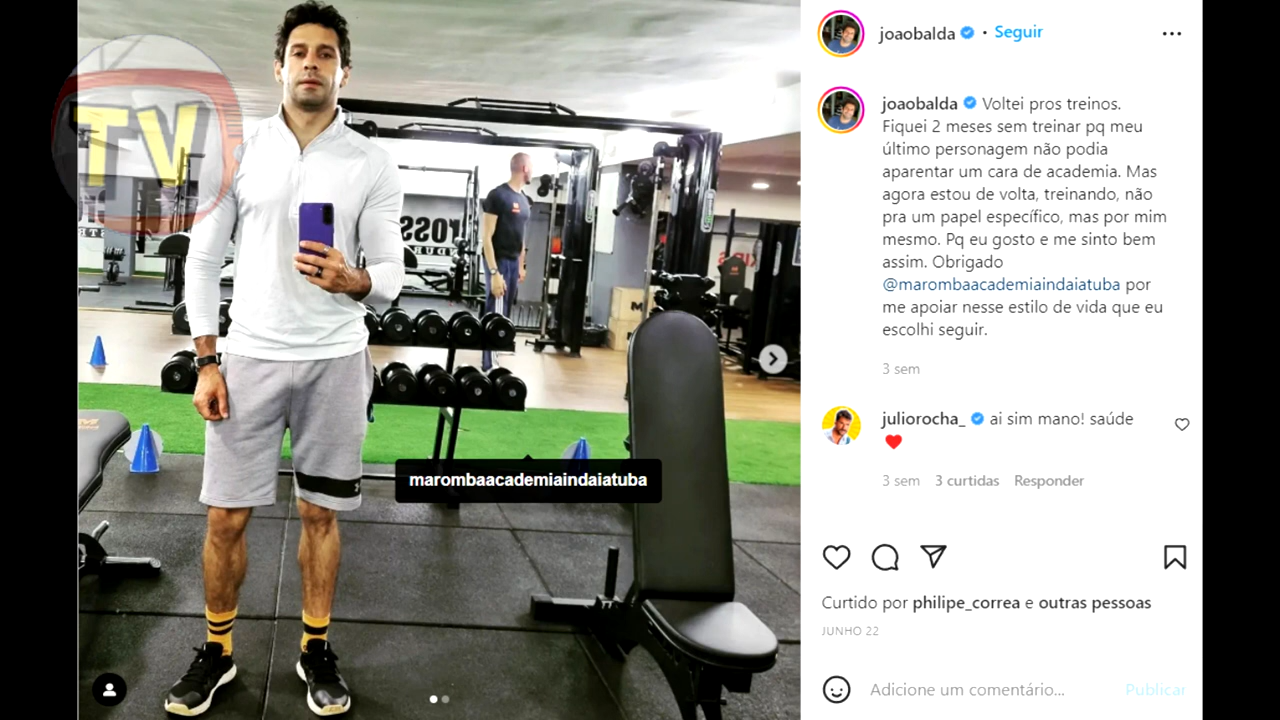 TV
ROSS
marombaacademiaindaiatuba
joaobalda • Seguir
joaobalda Voltei pros treinos.
Fiquei 2 meses sem treinar pq meu
último personagem não podia
aparentar um cara de academia. Mas
agora estou de volta, treinando, não
pra um papel específico, mas por mim
mesmo. Pq eu gosto e me sinto bem
assim. Obrigado
@marombaacademiaindaiatuba por
me apoiar nesse estilo de vida que eu
escolhi seguir.
3 sem
juliorocha_ ai sim mano! saúde
3 sem 3 curtidas Responder
Curtido por philipe_correa e outras pessoas
JUNHO 22
Adicione um comentário... Publicar